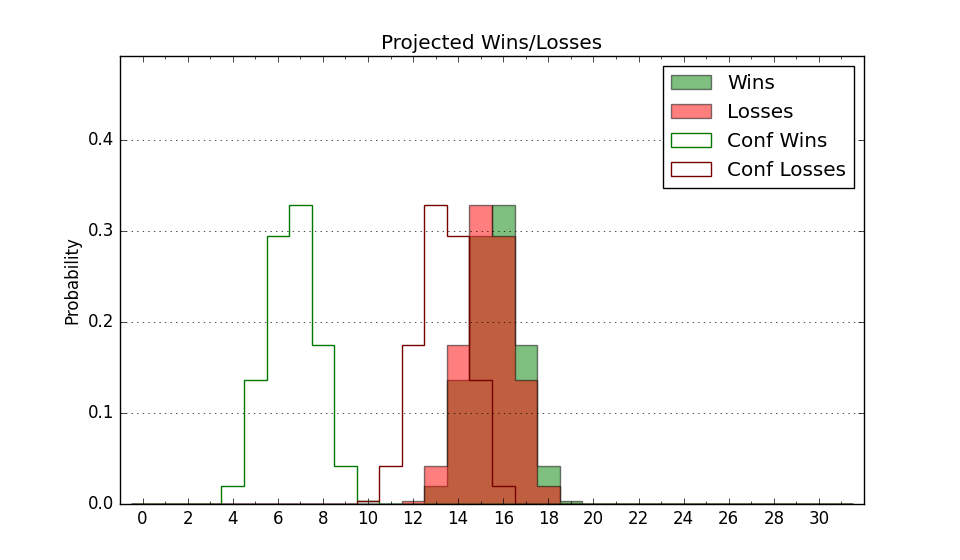 Projected Wins/Losses
Wins
Losses
Conf Wins
Conf Losses
Probability
0.4
0.3
0.2
0.1
0.0
0 2 4 6 8 10 12 14 16 18 20 22 24 26 28 30